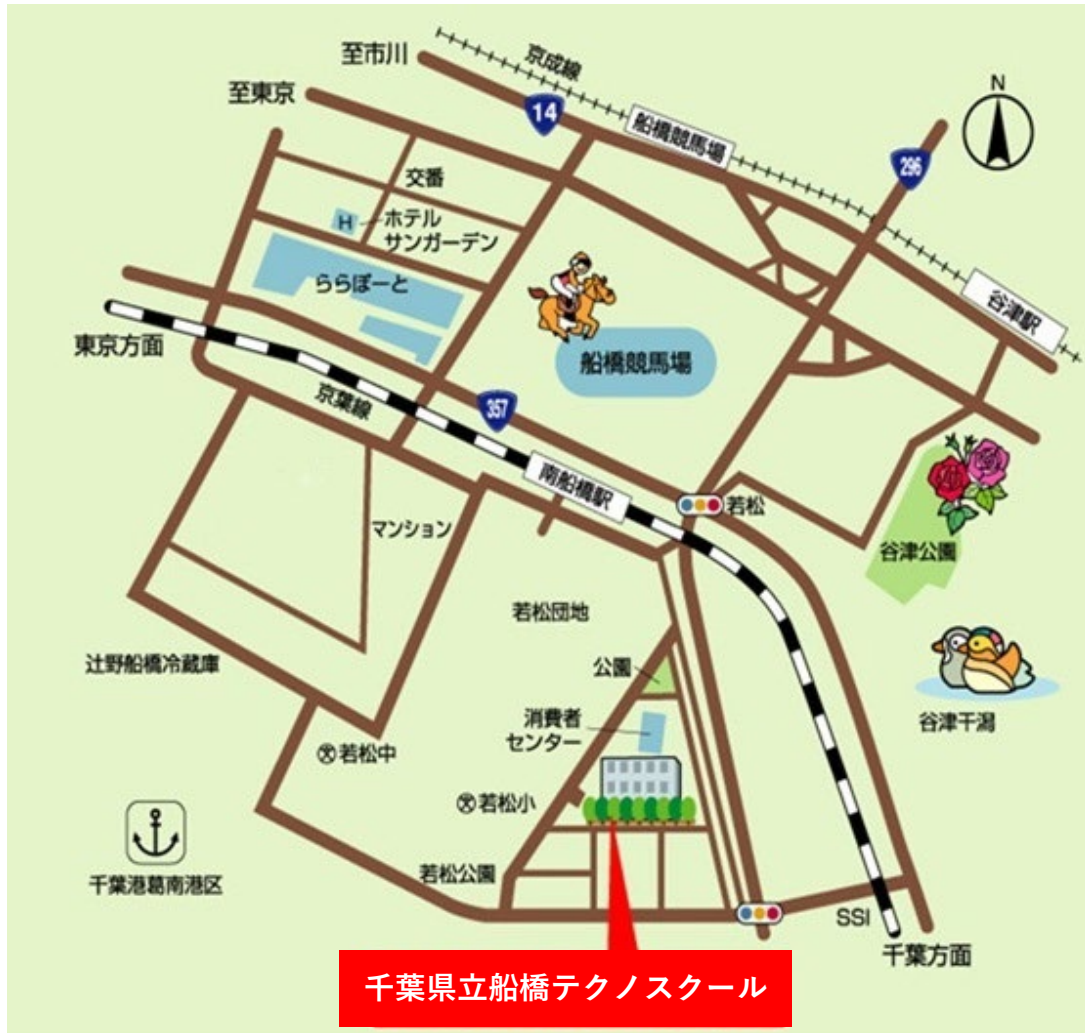 至市川
京成線
N
至東京
14
船橋競馬場
296
交番
H
ホテル
サンガーデン
ららぽーと
谷津駅
東京方面
船橋競馬場
京葉線
357
南船橋駅
若松
マンション
谷津公園
若松団地
辻野船橋冷蔵庫
公園
消費者
センター
谷津干潟
㊫若松中
㊫若松小
若松公園
千葉港葛南港区
SSI
千葉方面
千葉県立船橋テクノスクール